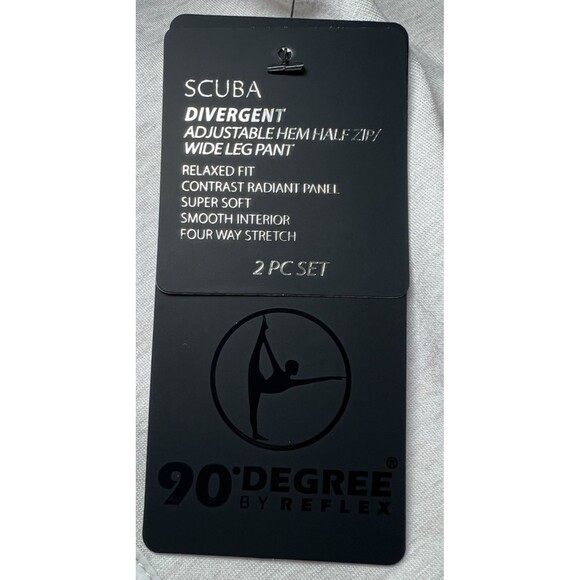 SCUBA
DIVERGENT
ADJUSTABLE HEM HALF ZIP/
WIDE LEG PANT
RELAXED FIT
CONTRAST RADIANT PANEL
SUPER SOFT
SMOOTH INTERIOR
FOUR WAY STRETCH
2 PC SET
90°DEGREE®
BY REFLEX